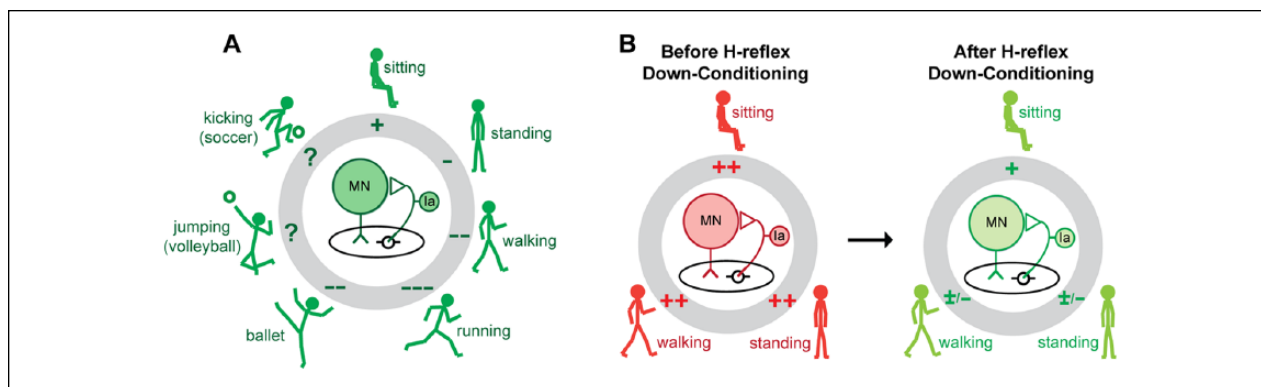 A
sitting
kicking
(soccer)
standing
+
-
?
MN
Ia
jumping
(volleyball)
?
--
walking
--
---
ballet
running
B
Before H-reflex
Down-Conditioning
sitting
++
MN
Ia
++
++
walking
standing
After H-reflex
Down-Conditioning
sitting
+
MN
Ia
±/-
±/-
walking
standing